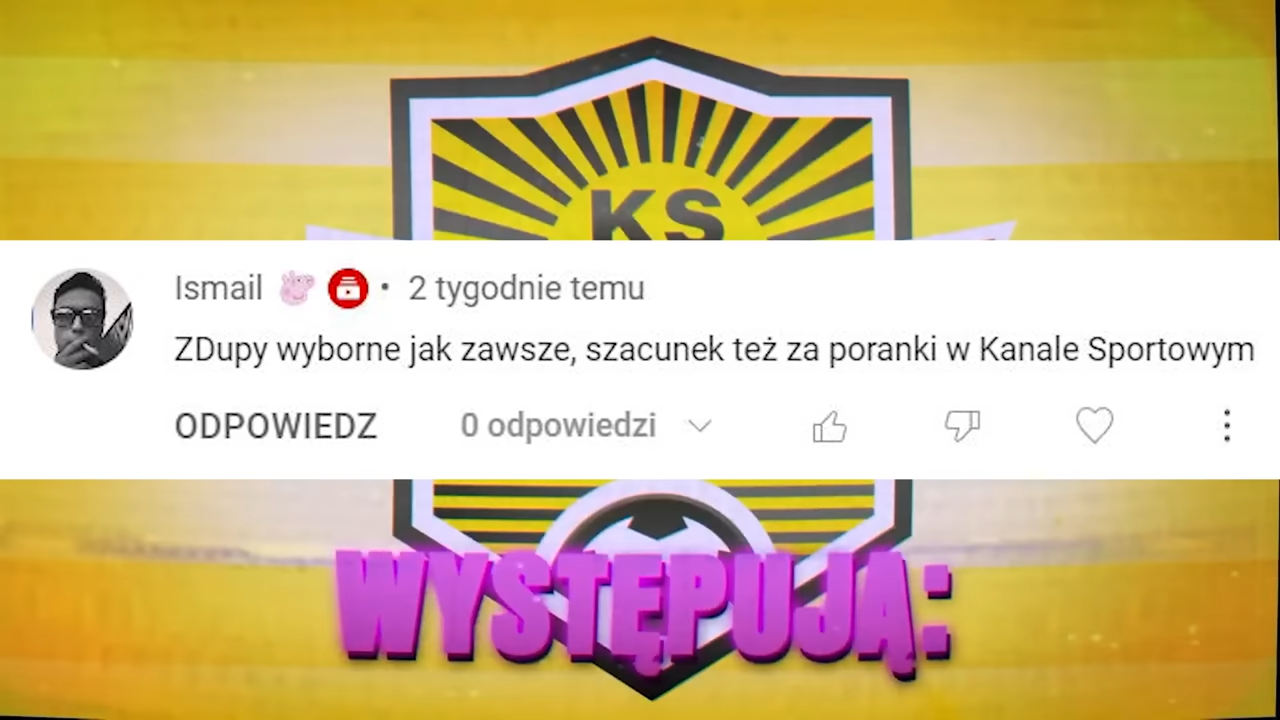 KS
Ismail • 2 tygodnie temu
ZDupy wyborne jak zawsze, szacunek też za poranki w Kanale Sportowym
ODPOWIEDZ 0 odpowiedzi
WYSTĘPUJĄ: